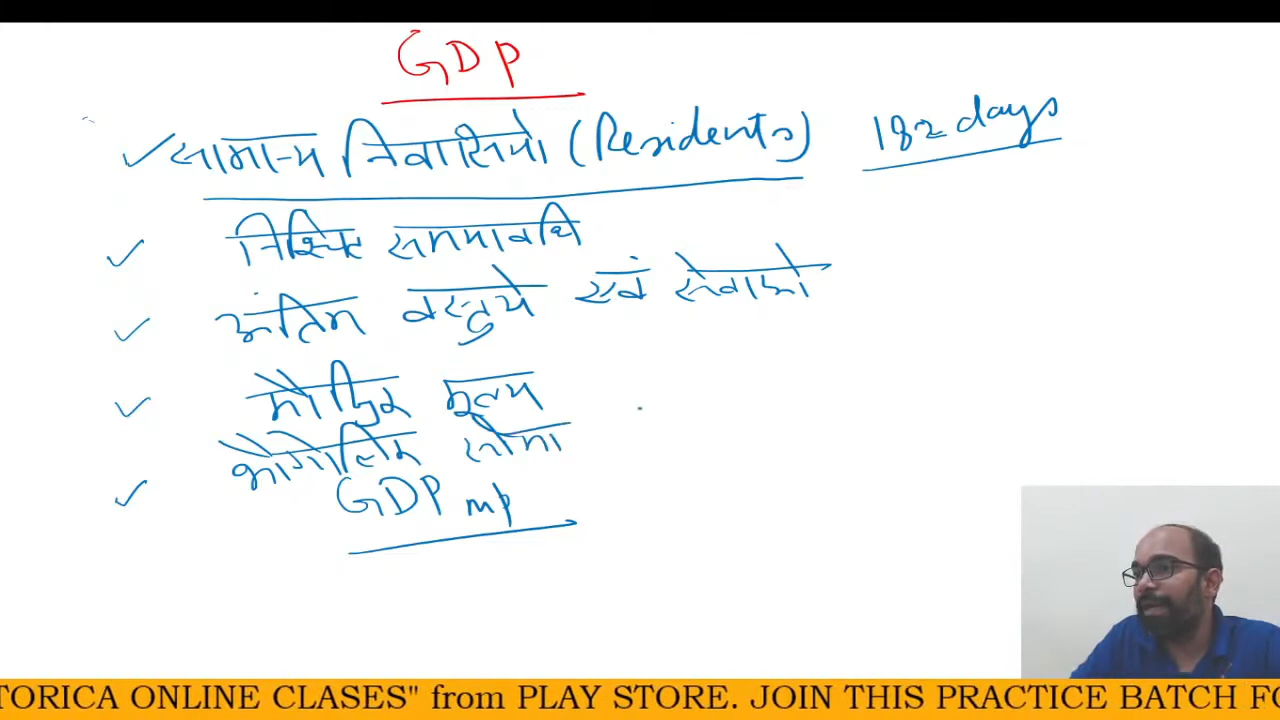 GDP
सामान्य निवासियो (Residents) 182 days
निश्चित समयावधि
अंतिम वस्तुये एवं सेवाओ
मौद्रिक मूल्य
भौगोलिक सीमा
GDP mp
TORICA ONLINE CLASES" from PLAY STORE. JOIN THIS PRACTICE BATCH FO